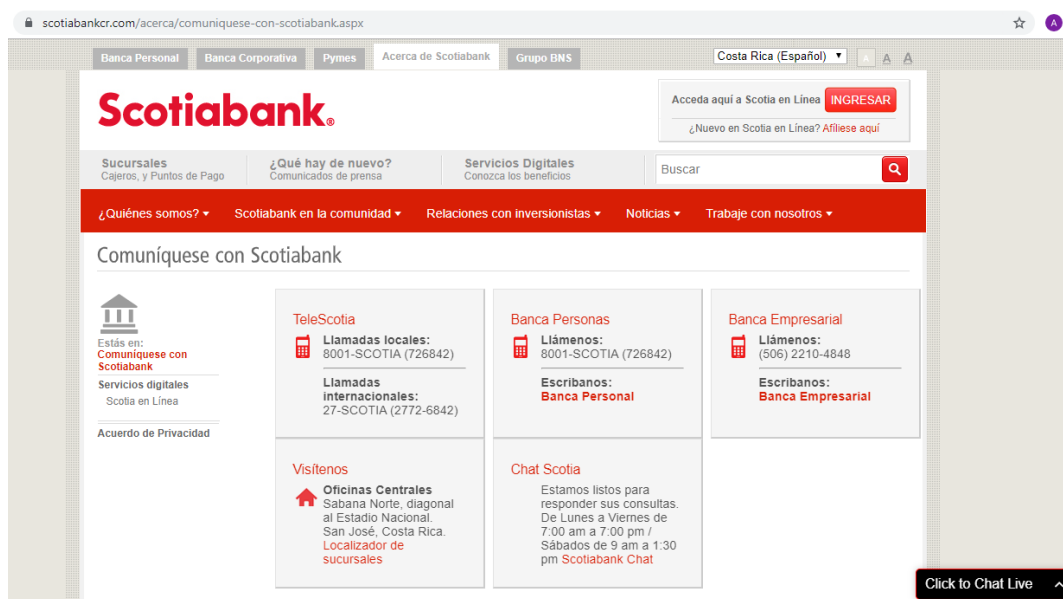 scotiabankcr.com/acerca/comuniquese-con-scotiabank.aspx
A
Banca Personal
Banca Corporativa
Pymes
Acerca de Scotiabank
Grupo BNS
Costa Rica (Español)
A A A
Scotiabank®
Acceda aquí a Scotia en Línea INGRESAR
¿Nuevo en Scotia en Línea? Afíliese aquí
Sucursales
Cajeros, y Puntos de Pago
¿Qué hay de nuevo?
Comunicados de prensa
Servicios Digitales
Conozca los beneficios
Buscar
¿Quiénes somos?
Scotiabank en la comunidad
Relaciones con inversionistas
Noticias
Trabaje con nosotros
Comuníquese con Scotiabank
Estás en:
Comuníquese con
Scotiabank
Servicios digitales
Scotia en Línea
Acuerdo de Privacidad
TeleScotia
Llamadas locales:
8001-SCOTIA (726842)
Llamadas
internacionales:
27-SCOTIA (2772-6842)
Banca Personas
Llámenos:
8001-SCOTIA (726842)
Escribanos:
Banca Personal
Banca Empresarial
Llámenos:
(506) 2210-4848
Escribanos:
Banca Empresarial
Visítenos
Oficinas Centrales
Sabana Norte, diagonal
al Estadio Nacional.
San José, Costa Rica.
Localizador de
sucursales
Chat Scotia
Estamos listos para
responder sus consultas.
De Lunes a Viernes de
7:00 am a 7:00 pm /
Sábados de 9 am a 1:30
pm Scotiabank Chat
Click to Chat Live